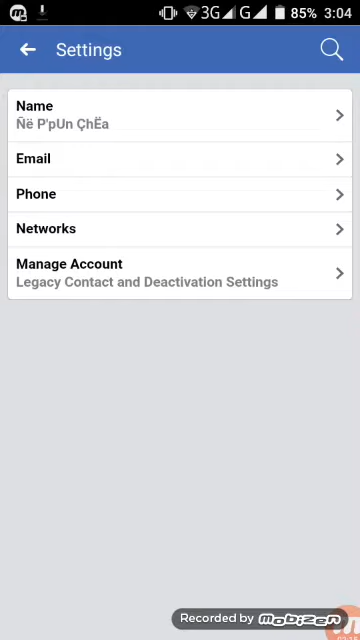 3G G 85% 3:04
Settings
Name
Ñë P'pUn ÇhËa
Email
Phone
Networks
Manage Account
Legacy Contact and Deactivation Settings
Recorded by mobizen